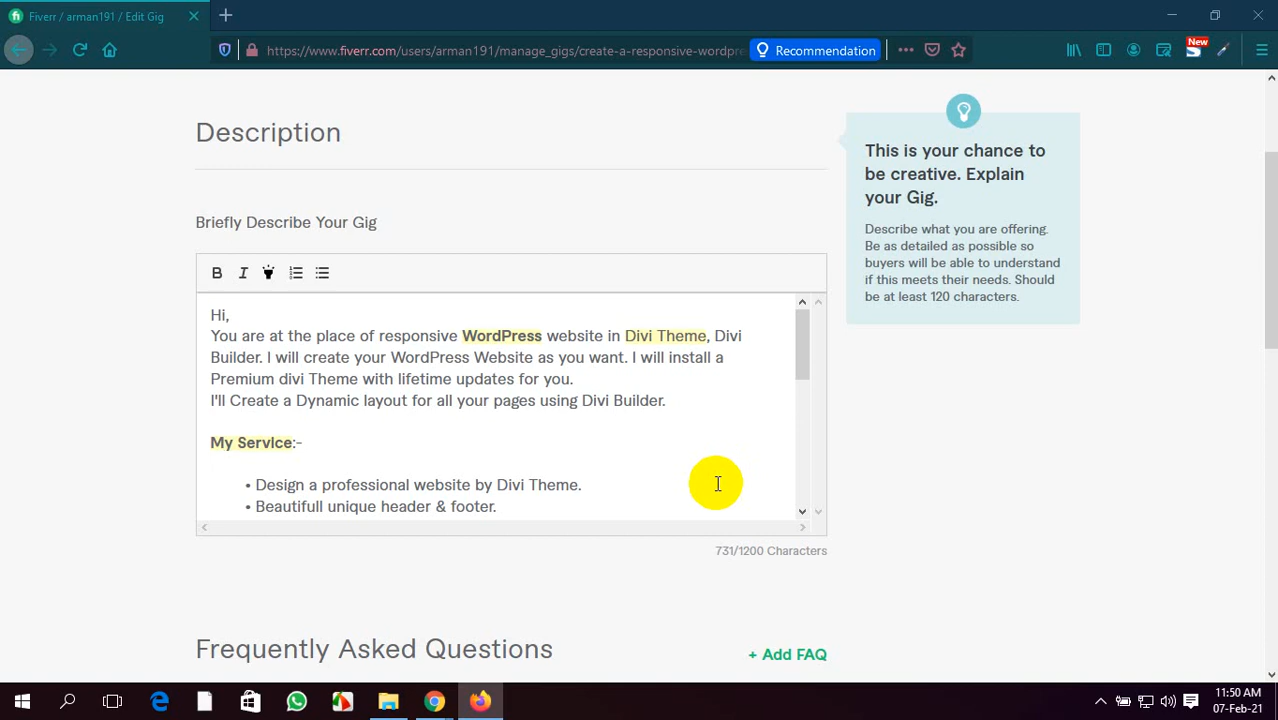 Fiverr / arman191 / Edit Gig
https://www.fiverr.com/users/arman191/manage_gigs/create-a-responsive-wordpr
Recommendation
New
Description
Briefly Describe Your Gig
B I
Hi,
You are at the place of responsive WordPress website in Divi Theme, Divi
Builder. I will create your WordPress Website as you want. I will install a
Premium divi Theme with lifetime updates for you.
I'll Create a Dynamic layout for all your pages using Divi Builder.
My Service:-
• Design a professional website by Divi Theme.
• Beautifull unique header & footer.
731/1200 Characters
This is your chance to
be creative. Explain
your Gig.
Describe what you are offering.
Be as detailed as possible so
buyers will be able to understand
if this meets their needs. Should
be at least 120 characters.
Frequently Asked Questions
+ Add FAQ
11:50 AM
07-Feb-21